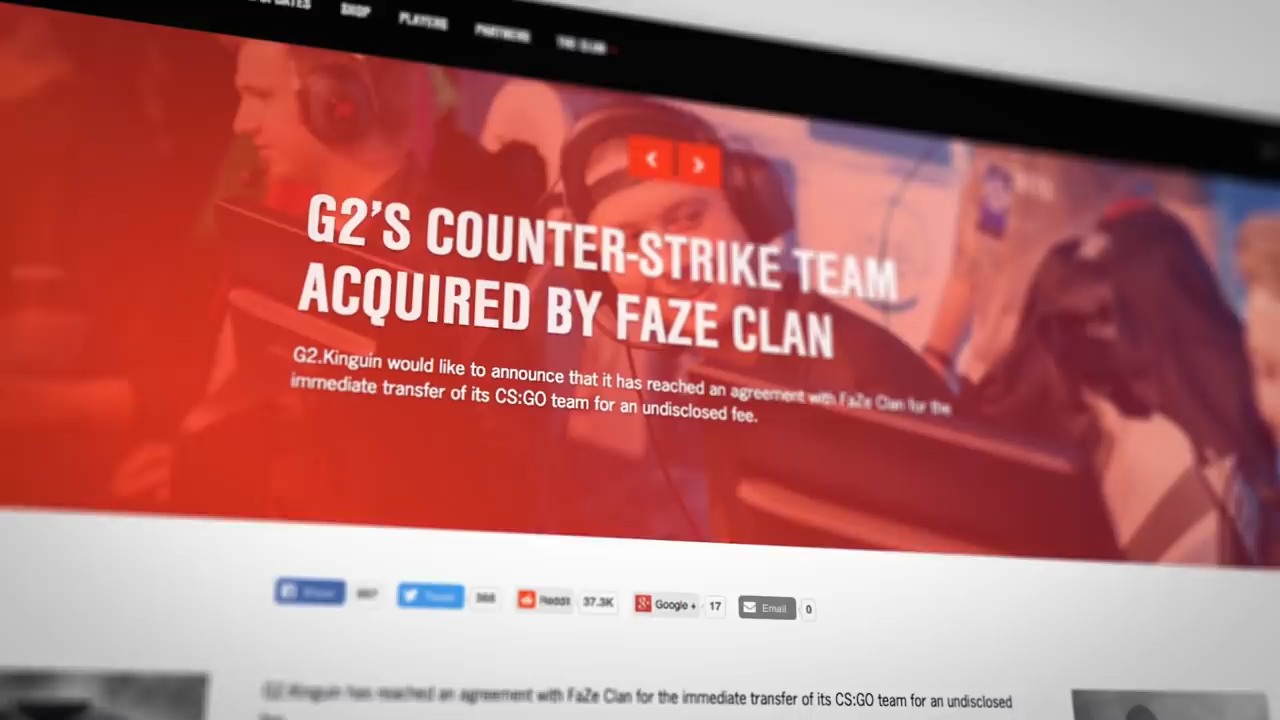 SHOP PLAYERS PARTNERS THE CLUB
G2'S COUNTER-STRIKE TEAM
ACQUIRED BY FAZE CLAN
G2.Kinguin would like to announce that it has reached an agreement with FaZe Clan for the
immediate transfer of its CS:GO team for an undisclosed fee.
Share Tweet Reddit 37.3K Google + 17 Email 0
G2.Kinguin has reached an agreement with FaZe Clan for the immediate transfer of its CS:GO team for an undisclosed